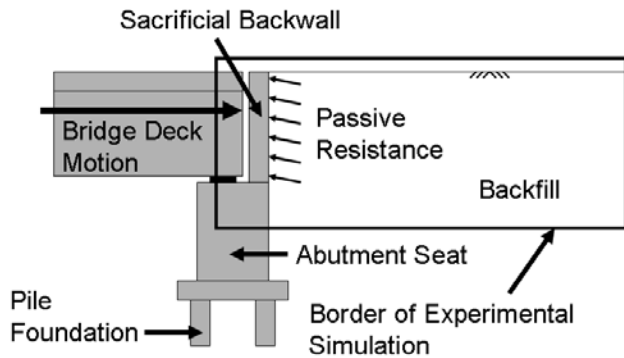 Sacrificial Backwall
Bridge Deck
Motion
Passive
Resistance
Backfill
Abutment Seat
Pile
Foundation
Border of Experimental
Simulation